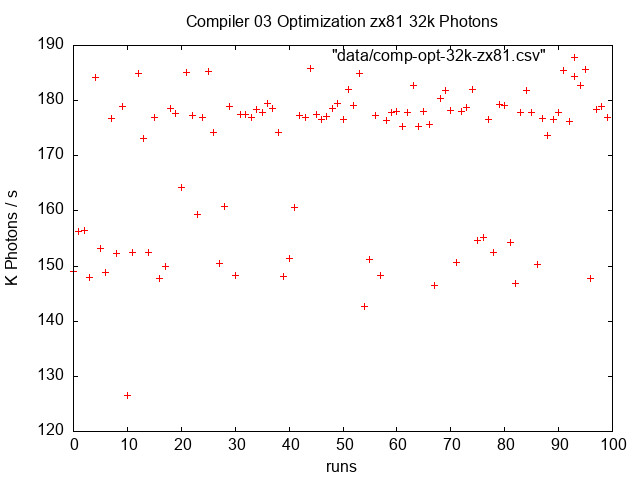 Compiler 03 Optimization zx81 32k Photons
"data/comp-opt-32k-zx81.csv"
190
180
170
160
150
140
130
120
K Photons / s
0 10 20 30 40 50 60 70 80 90 100
runs